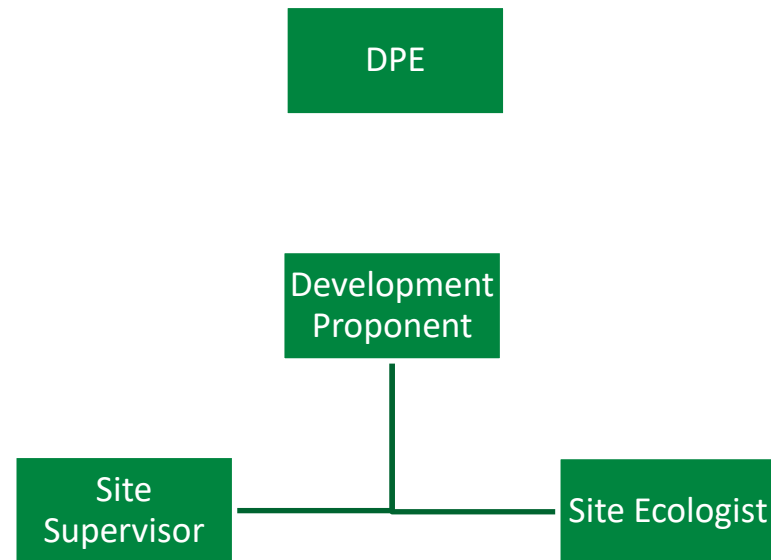 DPE
Development
Proponent
Site
Supervisor
Site Ecologist